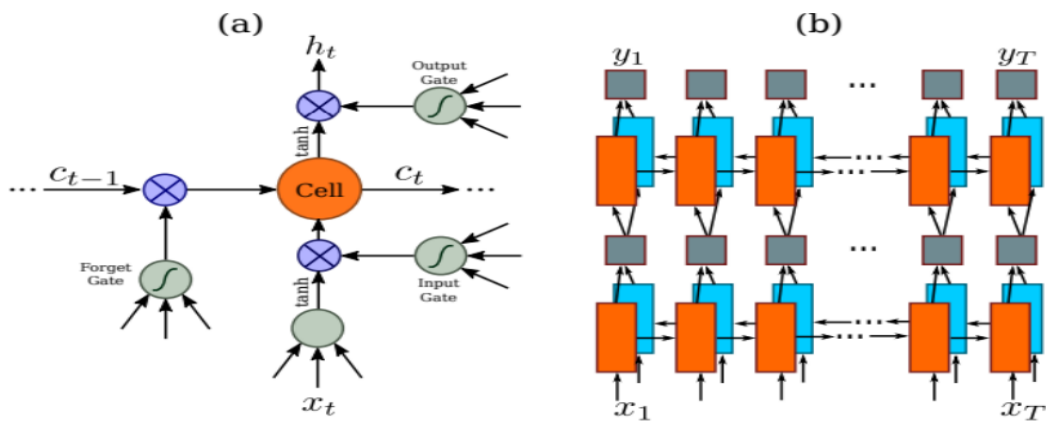 (a)
h_t
Output
Gate
tanh
... c_{t-1}
Cell
c_t ...
Forget
Gate
Input
Gate
tanh
x_t
(b)
y_1
y_T
...
...
...
...
...
...
x_1
x_T